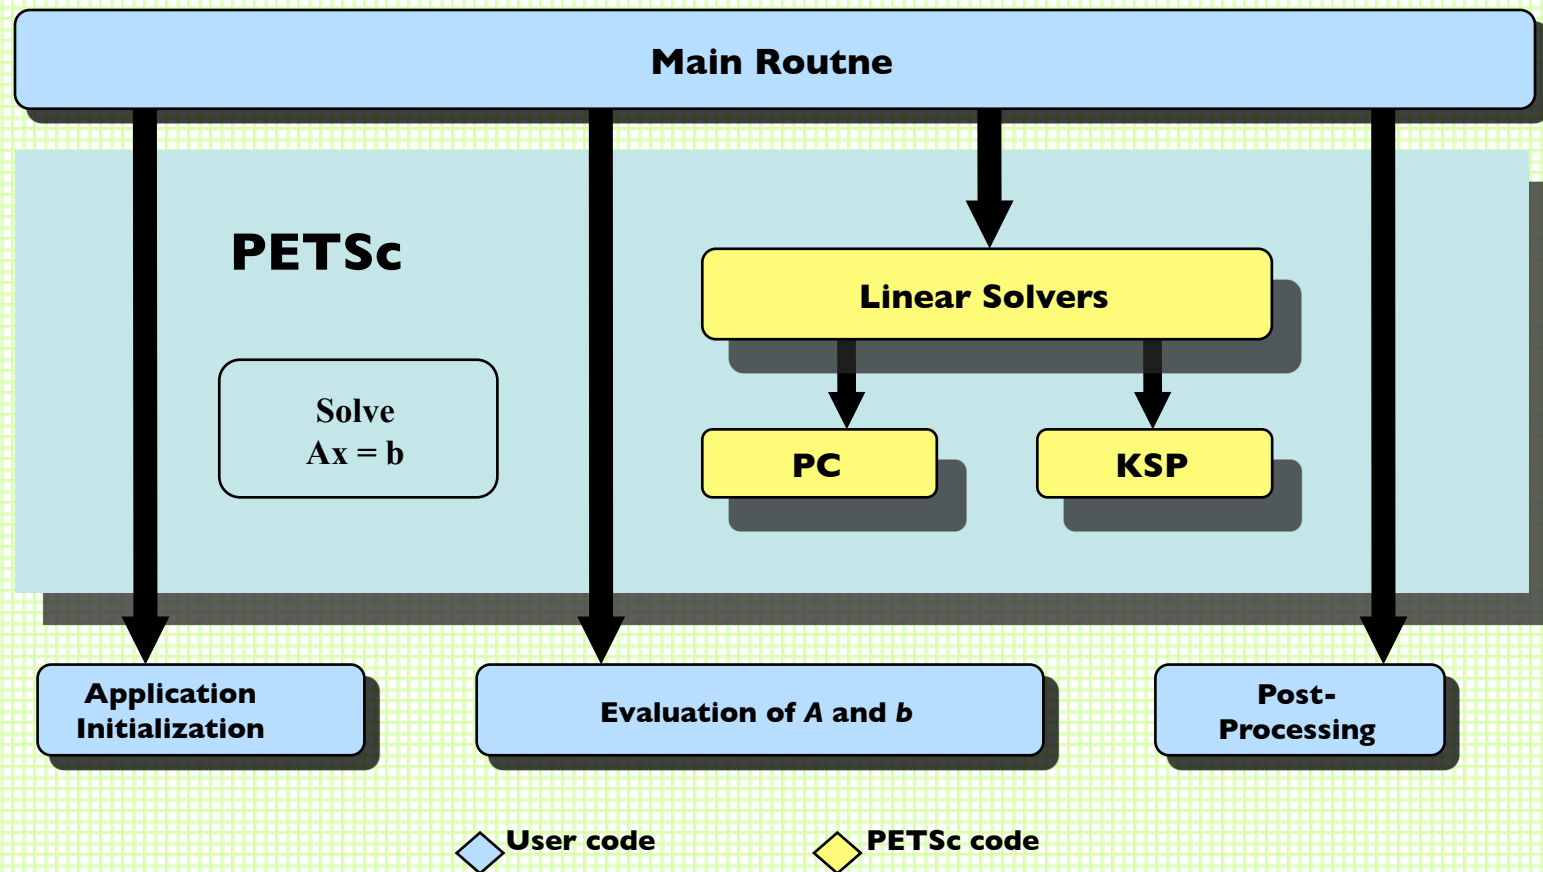 Main Routne
PETSc
Linear Solvers
Solve
Ax = b
PC
KSP
Application
Initialization
Evaluation of A and b
Post-
Processing
User code
PETSc code